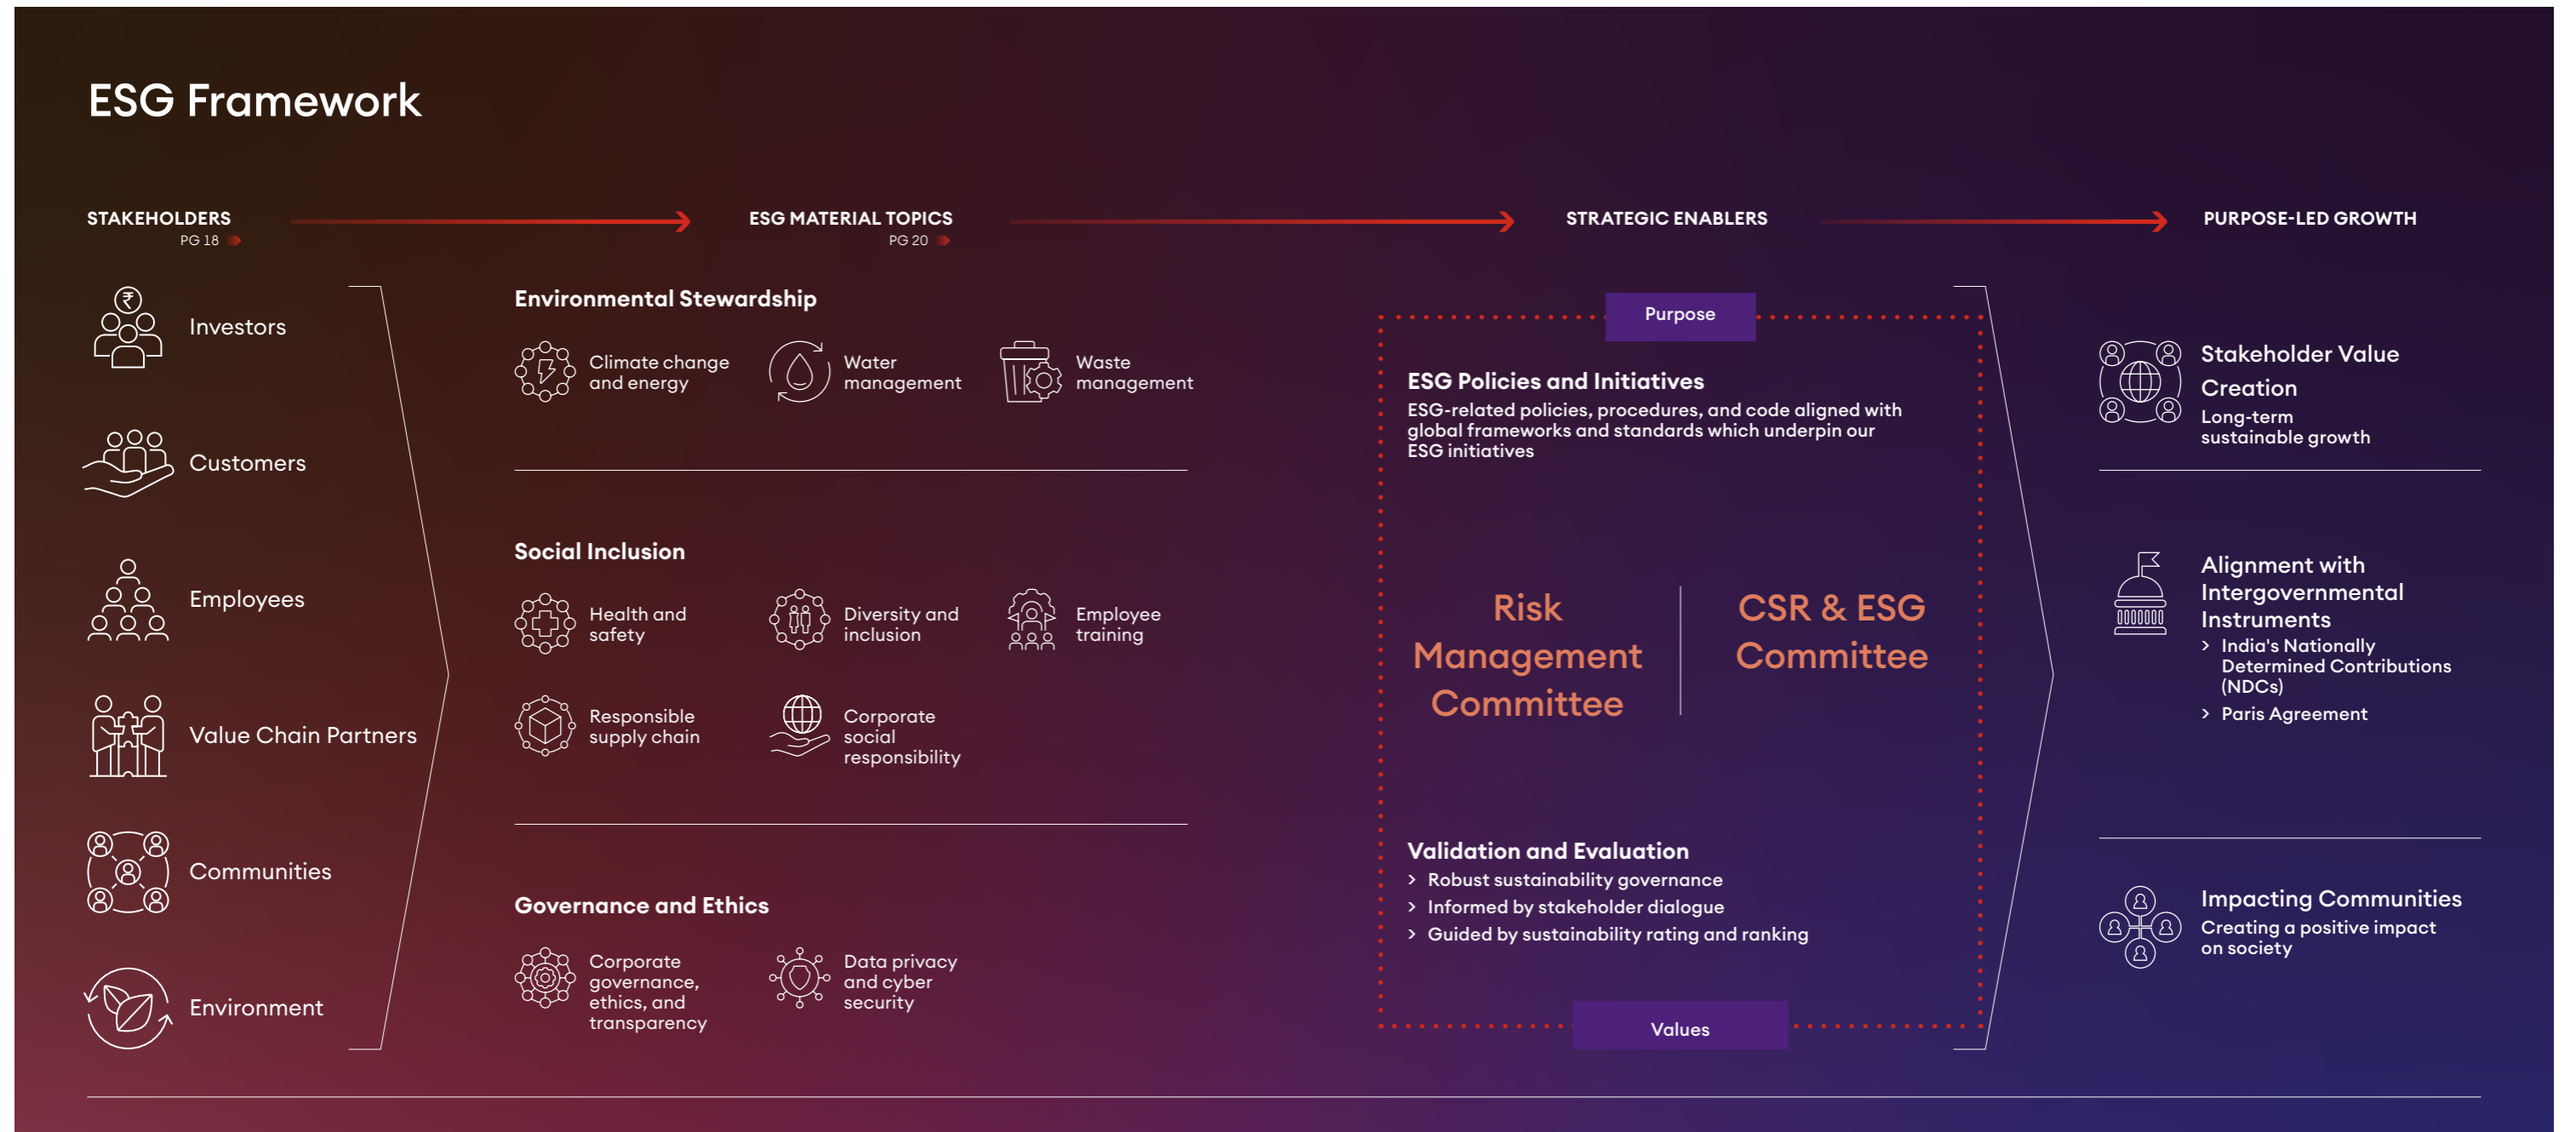 ESG Framework
STAKEHOLDERS
PG 18
ESG MATERIAL TOPICS
PG 20
STRATEGIC ENABLERS
PURPOSE-LED GROWTH
Investors
Customers
Employees
Value Chain Partners
Communities
Environment
Environmental Stewardship
Climate change
and energy
Water
management
Waste
management
Social Inclusion
Health and
safety
Diversity and
inclusion
Employee
training
Responsible
supply chain
Corporate
social
responsibility
Governance and Ethics
Corporate
governance,
ethics, and
transparency
Data privacy
and cyber
security
Purpose
ESG Policies and Initiatives
ESG-related policies, procedures, and code aligned with
global frameworks and standards which underpin our
ESG initiatives
Risk
Management
Committee
CSR & ESG
Committee
Validation and Evaluation
> Robust sustainability governance
> Informed by stakeholder dialogue
> Guided by sustainability rating and ranking
Values
Stakeholder Value
Creation
Long-term
sustainable growth
Alignment with
Intergovernmental
Instruments
> India's Nationally
Determined Contributions
(NDCs)
> Paris Agreement
Impacting Communities
Creating a positive impact
on society